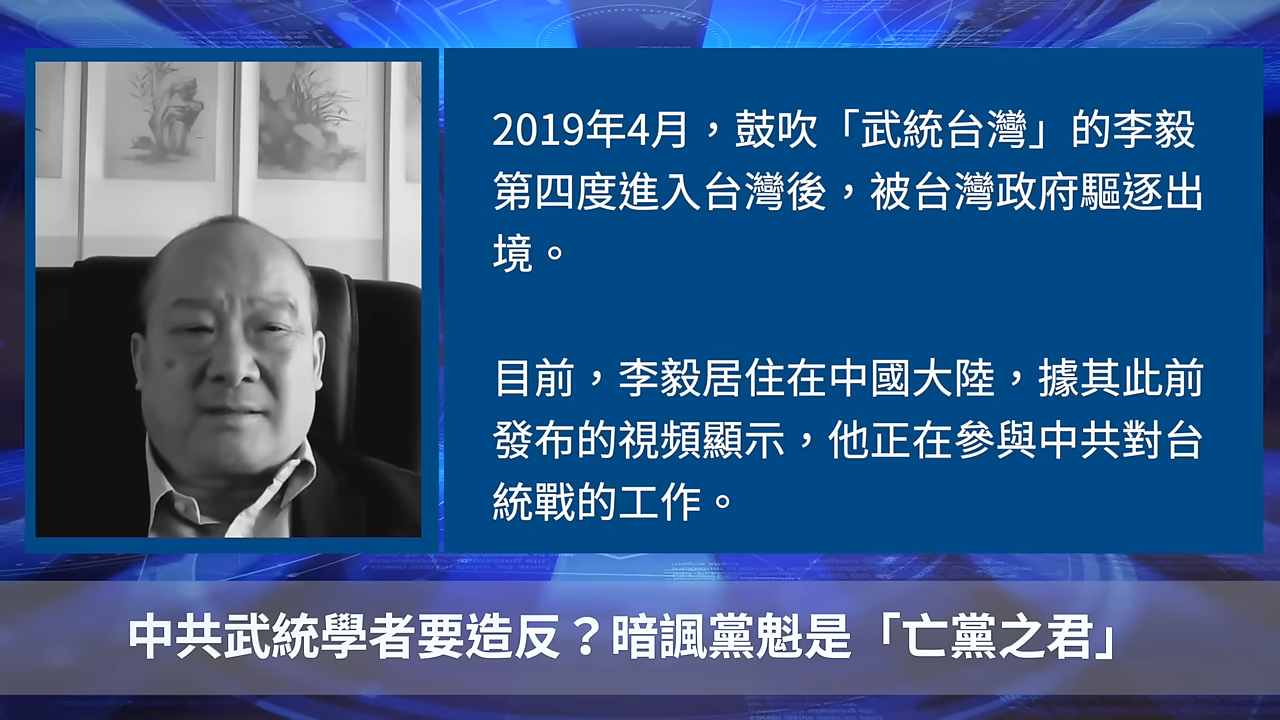 2019年4月，鼓吹「武統台灣」的李毅
第四度進入台灣後，被台灣政府驅逐出
境。
目前，李毅居住在中國大陸，據其此前
發布的視頻顯示，他正在參與中共對台
統戰的工作。
中共武統學者要造反？暗諷黨魁是「亡黨之君」